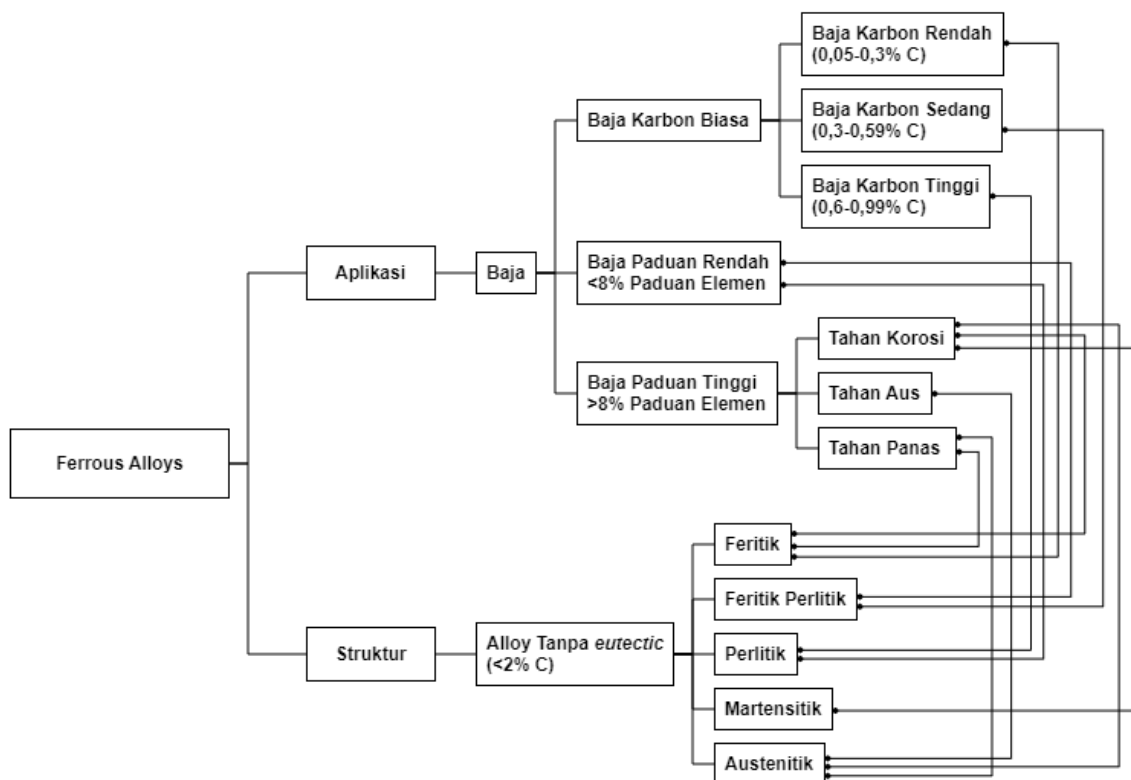 Baja Karbon Rendah
(0,05-0,3% C)
Baja Karbon Biasa
Baja Karbon Sedang
(0,3-0,59% C)
Baja Karbon Tinggi
(0,6-0,99% C)
Aplikasi
Baja
Baja Paduan Rendah
<8% Paduan Elemen
Tahan Korosi
Baja Paduan Tinggi
>8% Paduan Elemen
Tahan Aus
Tahan Panas
Ferrous Alloys
Feritik
Feritik Perlitik
Struktur
Alloy Tanpa eutectic
(<2% C)
Perlitik
Martensitik
Austenitik